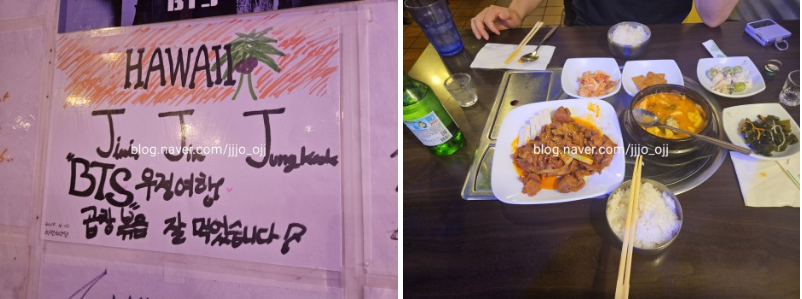 BTS
HAWAII
Jimin Jin Jungkook
"BTS" 우정여행
곱창볶음 잘 먹었습니다
blog.naver.com/jjjo_ojj
blog.naver.com/jjjo_ojj